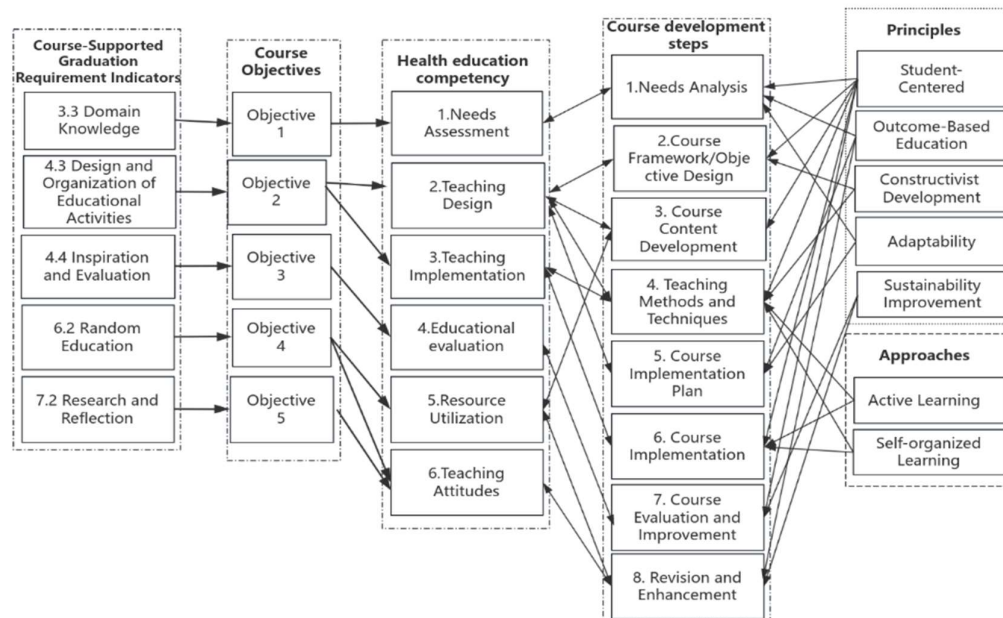 Course-Supported
Graduation
Requirement Indicators
3.3 Domain
Knowledge
4.3 Design and
Organization of
Educational
Activities
4.4 Inspiration and
Evaluation
6.2 Random
Education
7.2 Research and
Reflection
Course
Objectives
Objective
1
Objective
2
Objective
3
Objective
4
Objective
5
Health education
competency
1.Needs
Assessment
2.Teaching
Design
3.Teaching
Implementation
4.Educational
evaluation
5.Resource
Utilization
6.Teaching
Attitudes
Course development
steps
1.Needs Analysis
2.Course
Framework/Obje
ctive Design
3. Course
Content
Development
4. Teaching
Methods and
Techniques
5. Course
Implementation
Plan
6. Course
Implementation
7. Course
Evaluation and
Improvement
8. Revision and
Enhancement
Principles
Student-
Centered
Outcome-Based
Education
Constructivist
Development
Adaptability
Sustainability
Improvement
Approaches
Active Learning
Self-organized
Learning